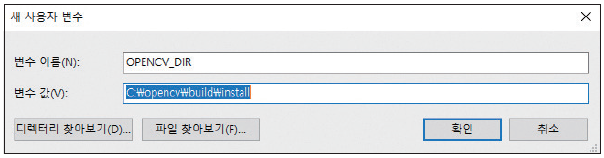 새 사용자 변수
변수 이름(N):
OPENCV_DIR
변수 값(V):
C:₩opencv₩build₩install
디렉터리 찾아보기(D)...
파일 찾아보기(F)...
확인
취소